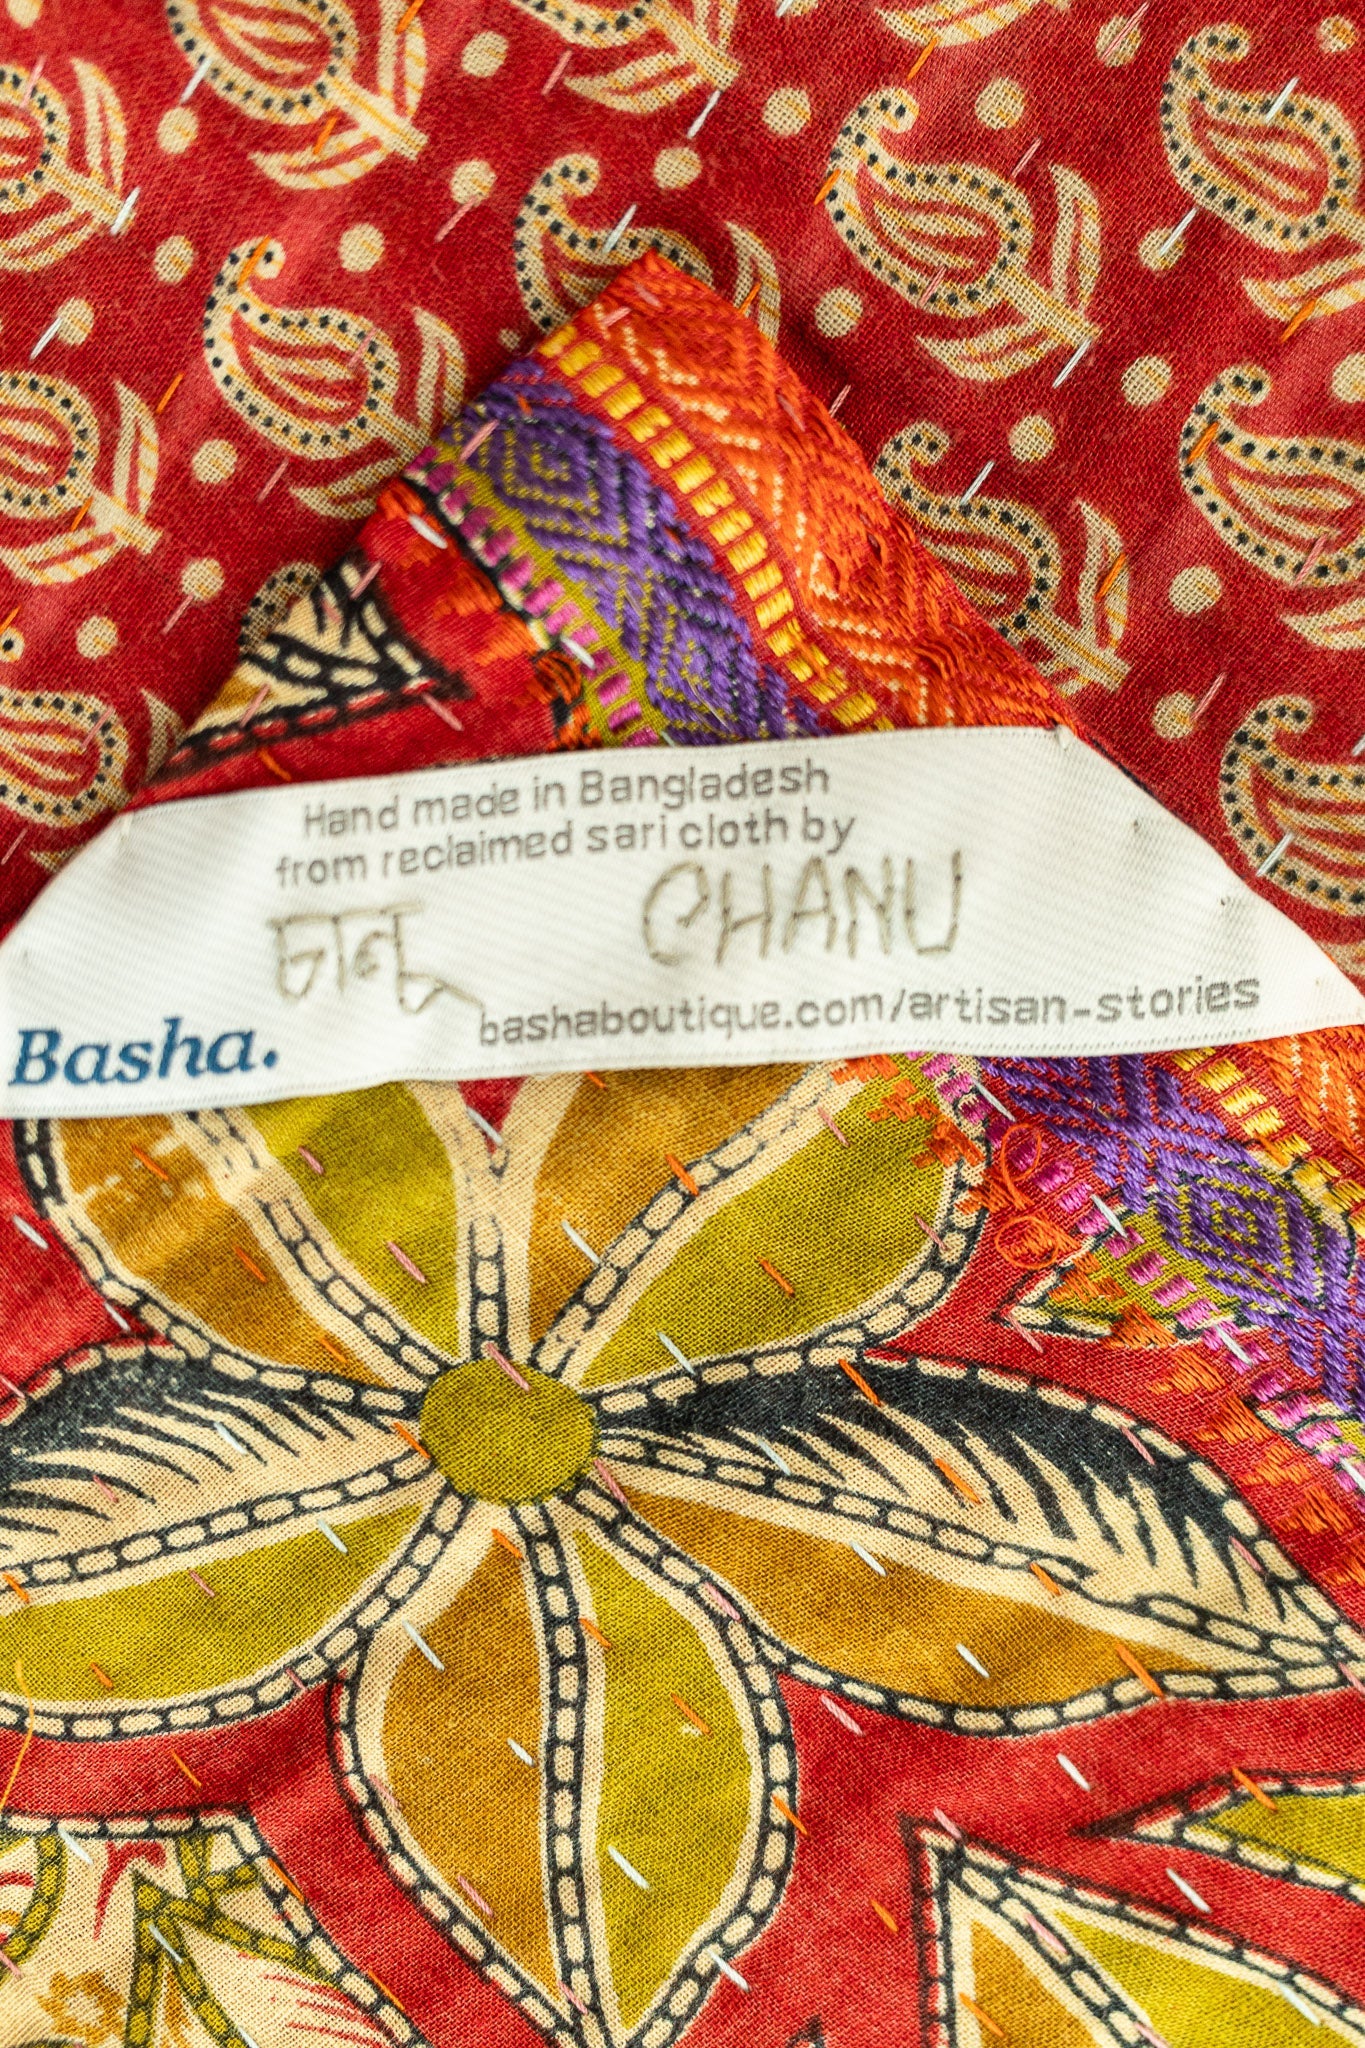 Hand made in Bangladesh
from reclaimed sari cloth by
চানু CHANU
bashaboutique.com/artisan-stories
Basha.